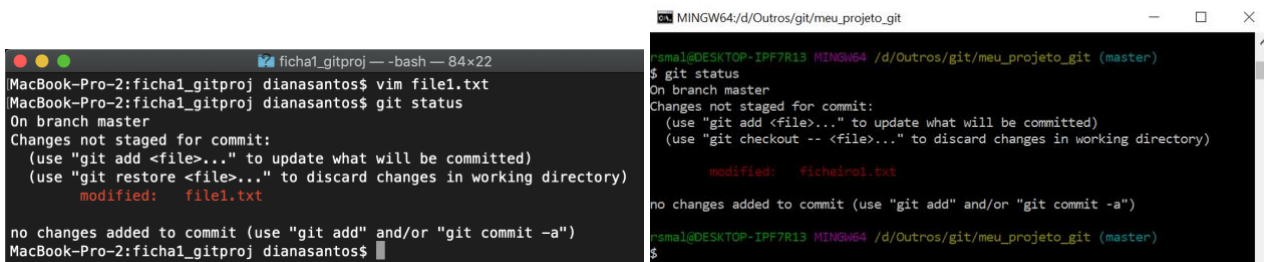 ficha1_gitproj — -bash — 84×22
[MacBook-Pro-2:ficha1_gitproj dianasantos$ vim file1.txt
[MacBook-Pro-2:ficha1_gitproj dianasantos$ git status
On branch master
Changes not staged for commit:
  (use "git add <file>..." to update what will be committed)
  (use "git restore <file>..." to discard changes in working directory)
        modified:   file1.txt
no changes added to commit (use "git add" and/or "git commit -a")
MacBook-Pro-2:ficha1_gitproj dianasantos$
MINGW64:/d/Outros/git/meu_projeto_git
rsmal@DESKTOP-IPF7R13 MINGW64 /d/Outros/git/meu_projeto_git (master)
$ git status
On branch master
Changes not staged for commit:
  (use "git add <file>..." to update what will be committed)
  (use "git checkout -- <file>..." to discard changes in working directory)
        modified:   ficheiro1.txt
no changes added to commit (use "git add" and/or "git commit -a")
rsmal@DESKTOP-IPF7R13 MINGW64 /d/Outros/git/meu_projeto_git (master)
$